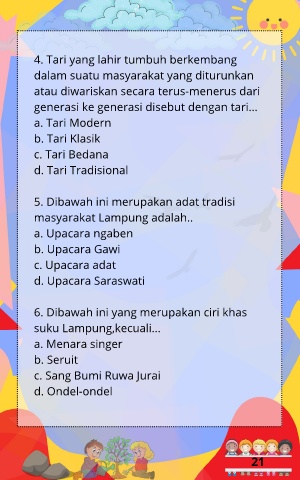 4. Tari yang lahir tumbuh berkembang
dalam suatu masyarakat yang diturunkan
atau diwariskan secara terus-menerus dari
generasi ke generasi disebut dengan tari...
a. Tari Modern
b. Tari Klasik
c. Tari Bedana
d. Tari Tradisional
5. Dibawah ini merupakan adat tradisi
masyarakat Lampung adalah..
a. Upacara ngaben
b. Upacara Gawi
c. Upacara adat
d. Upacara Saraswati
6. Dibawah ini yang merupakan ciri khas
suku Lampung,kecuali...
a. Menara singer
b. Seruit
c. Sang Bumi Ruwa Jurai
d. Ondel-ondel
21